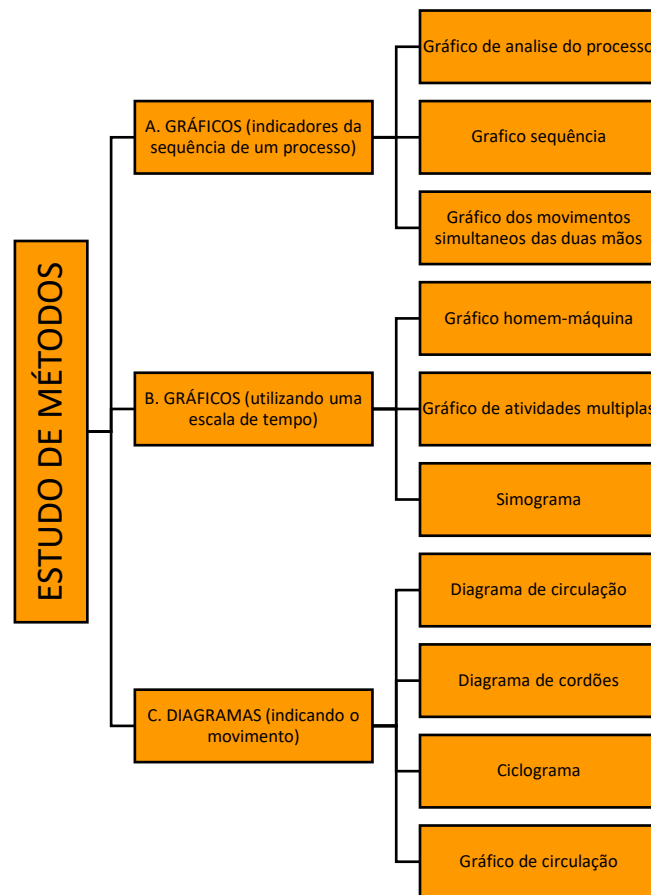 ESTUDO DE MÉTODOS
A. GRÁFICOS (indicadores da
sequência de um processo)
Gráfico de analise do processo
Grafico sequência
Gráfico dos movimentos
simultaneos das duas mãos
B. GRÁFICOS (utilizando uma
escala de tempo)
Gráfico homem-máquina
Gráfico de atividades multiplas
Simograma
C. DIAGRAMAS (indicando o
movimento)
Diagrama de circulação
Diagrama de cordões
Ciclograma
Gráfico de circulação